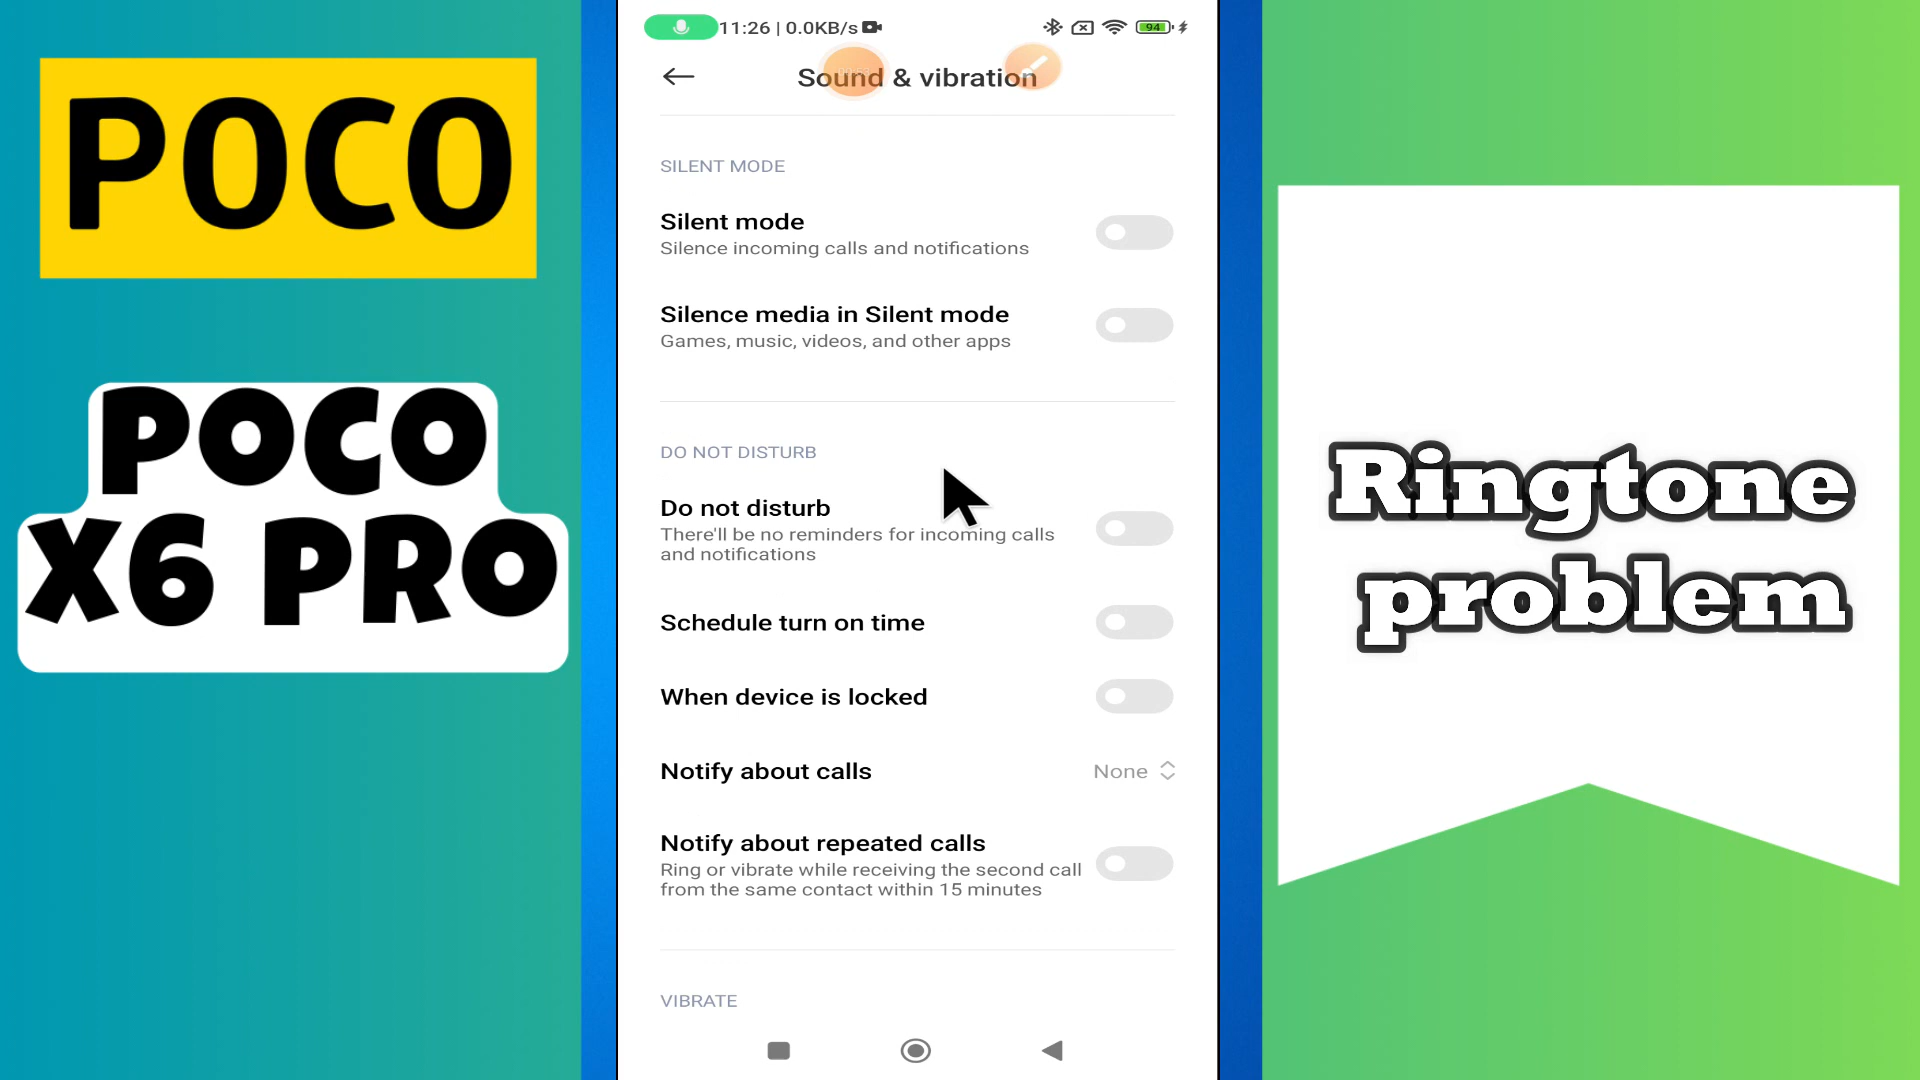 POCO
POCO
X6 PRO
11:26 | 0.0KB/s
94
Sound & vibration
SILENT MODE
Silent mode
Silence incoming calls and notifications
Silence media in Silent mode
Games, music, videos, and other apps
DO NOT DISTURB
Do not disturb
There'll be no reminders for incoming calls
and notifications
Schedule turn on time
When device is locked
Notify about calls
None
Notify about repeated calls
Ring or vibrate while receiving the second call
from the same contact within 15 minutes
VIBRATE
Ringtone
problem